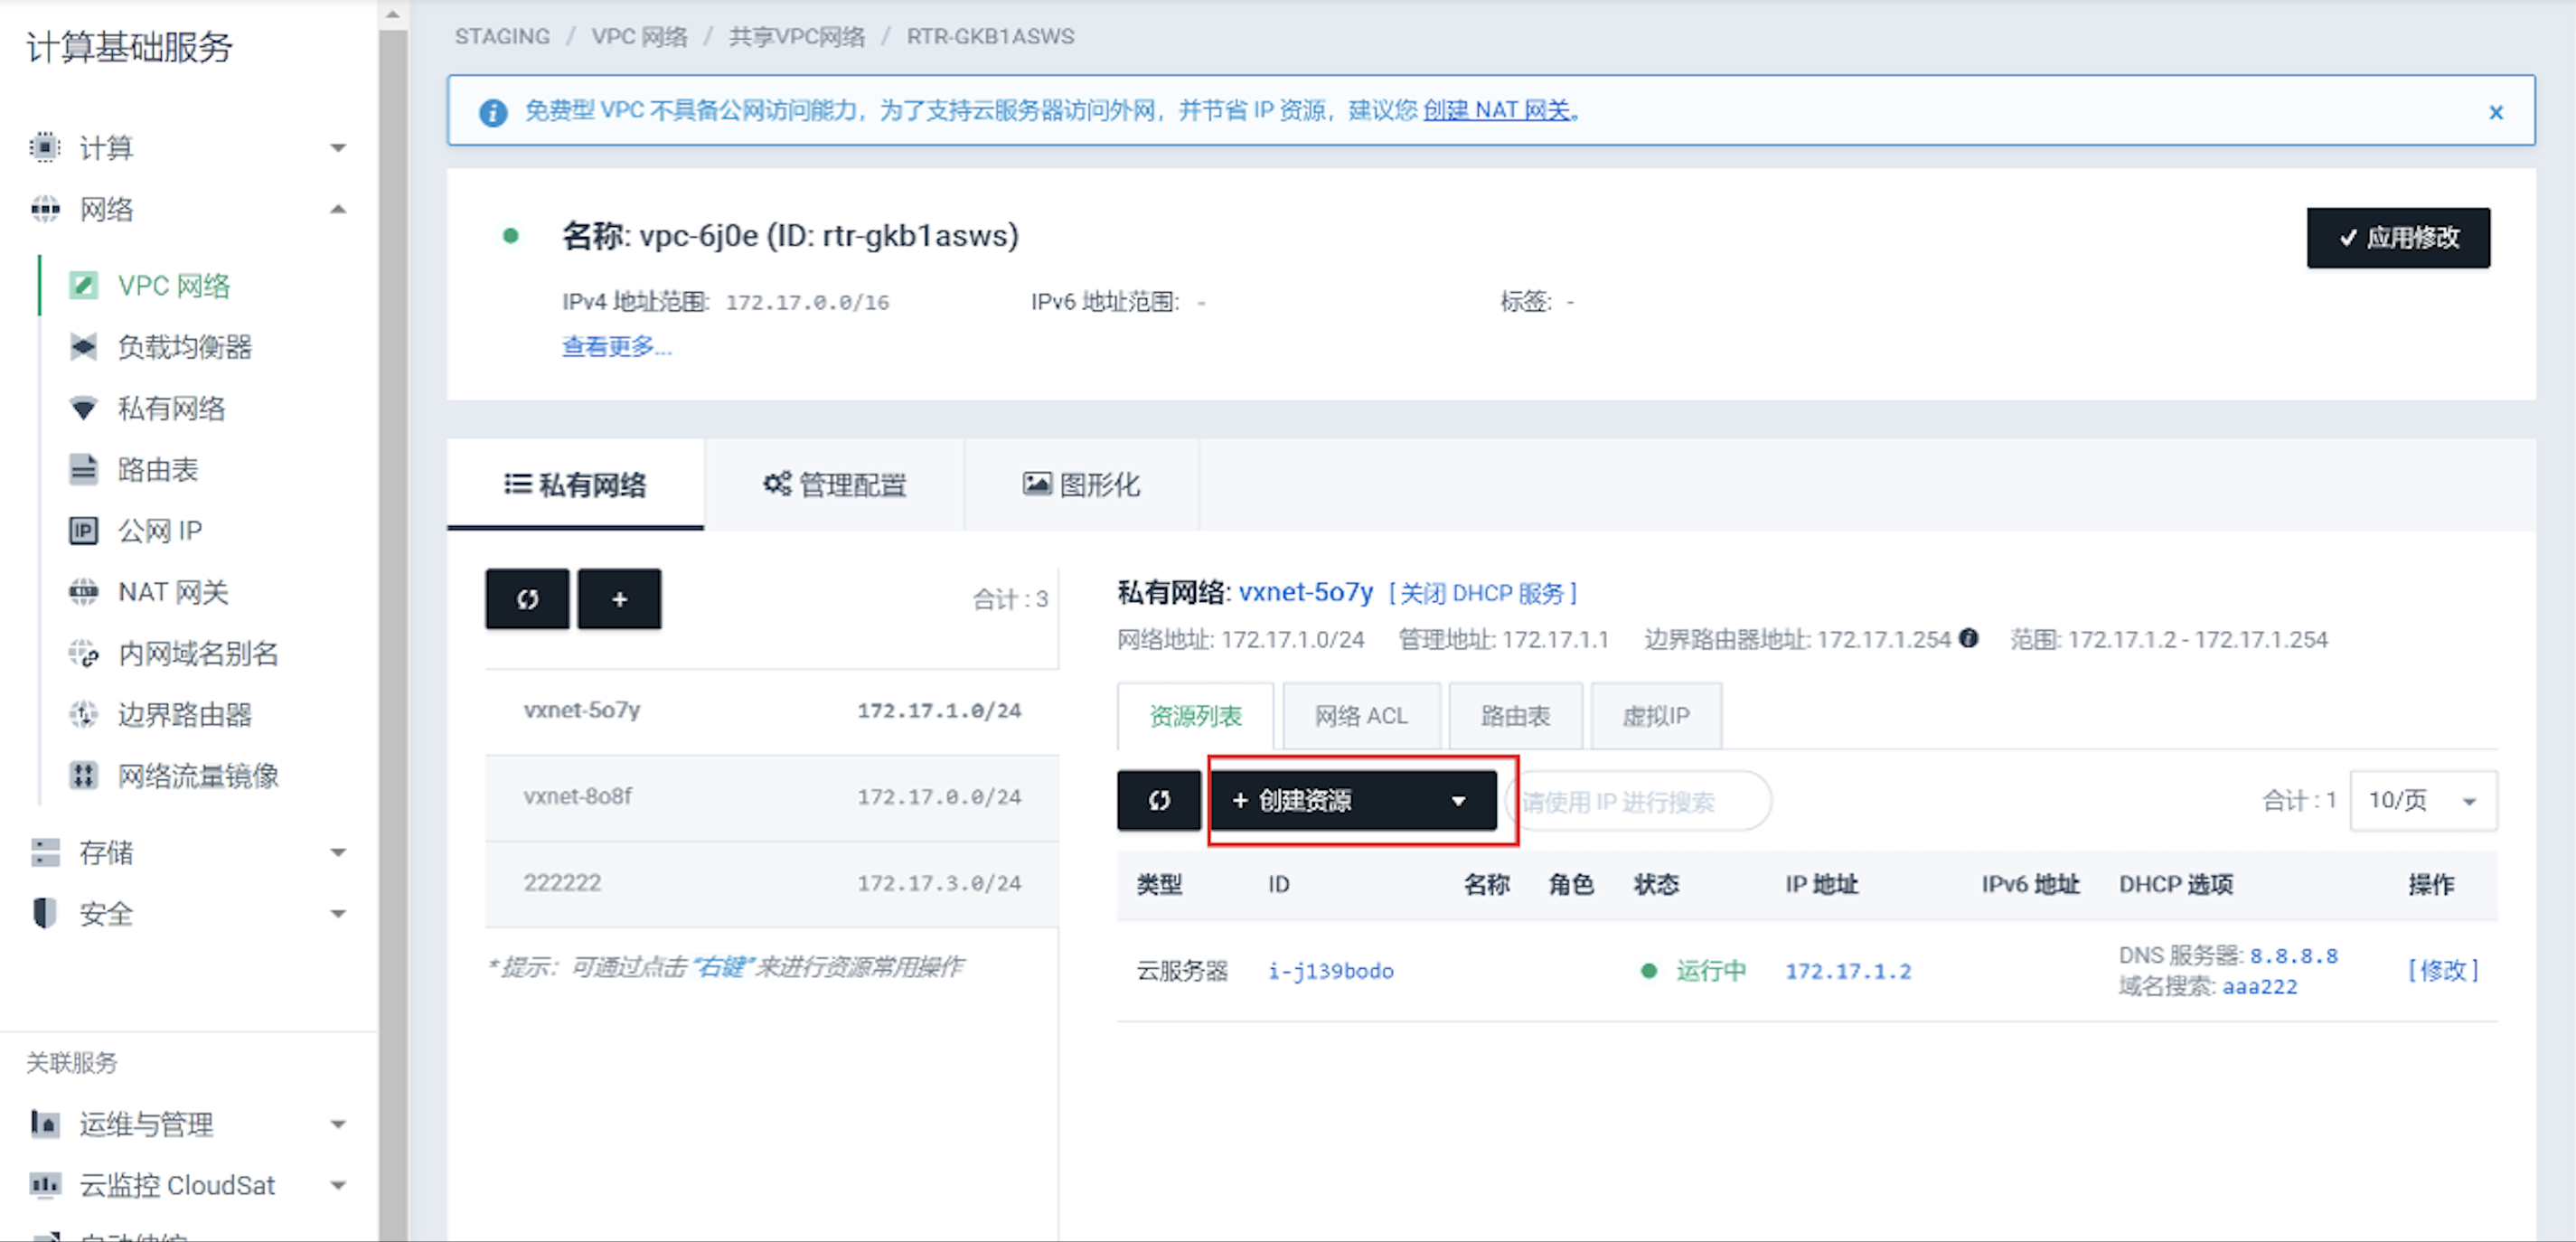 计算基础服务
计算
网络
VPC 网络
负载均衡器
私有网络
路由表
公网 IP
NAT 网关
内网域名别名
边界路由器
网络流量镜像
存储
安全
关联服务
运维与管理
云监控 CloudSat
STAGING / VPC 网络 / 共享VPC网络 / RTR-GKB1ASWS
免费型 VPC 不具备公网访问能力，为了支持云服务器访问外网，并节省 IP 资源，建议您 创建 NAT 网关。
名称: vpc-6j0e (ID: rtr-gkb1asws)
应用修改
IPv4 地址范围: 172.17.0.0/16 IPv6 地址范围: - 标签: -
查看更多...
私有网络 管理配置 图形化
合计 : 3
vxnet-5o7y 172.17.1.0/24
vxnet-8o8f 172.17.0.0/24
222222 172.17.3.0/24
*提示：可通过点击“右键”来进行资源常用操作
私有网络: vxnet-5o7y [ 关闭 DHCP 服务 ]
网络地址: 172.17.1.0/24 管理地址: 172.17.1.1 边界路由器地址: 172.17.1.254 范围: 172.17.1.2 - 172.17.1.254
资源列表 网络 ACL 路由表 虚拟IP
+ 创建资源 请使用 IP 进行搜索 合计 : 1 10/页
类型 ID 名称 角色 状态 IP 地址 IPv6 地址 DHCP 选项 操作
云服务器 i-j139bodo 运行中 172.17.1.2 DNS 服务器: 8.8.8.8 [ 修改 ]
域名搜索: aaa222